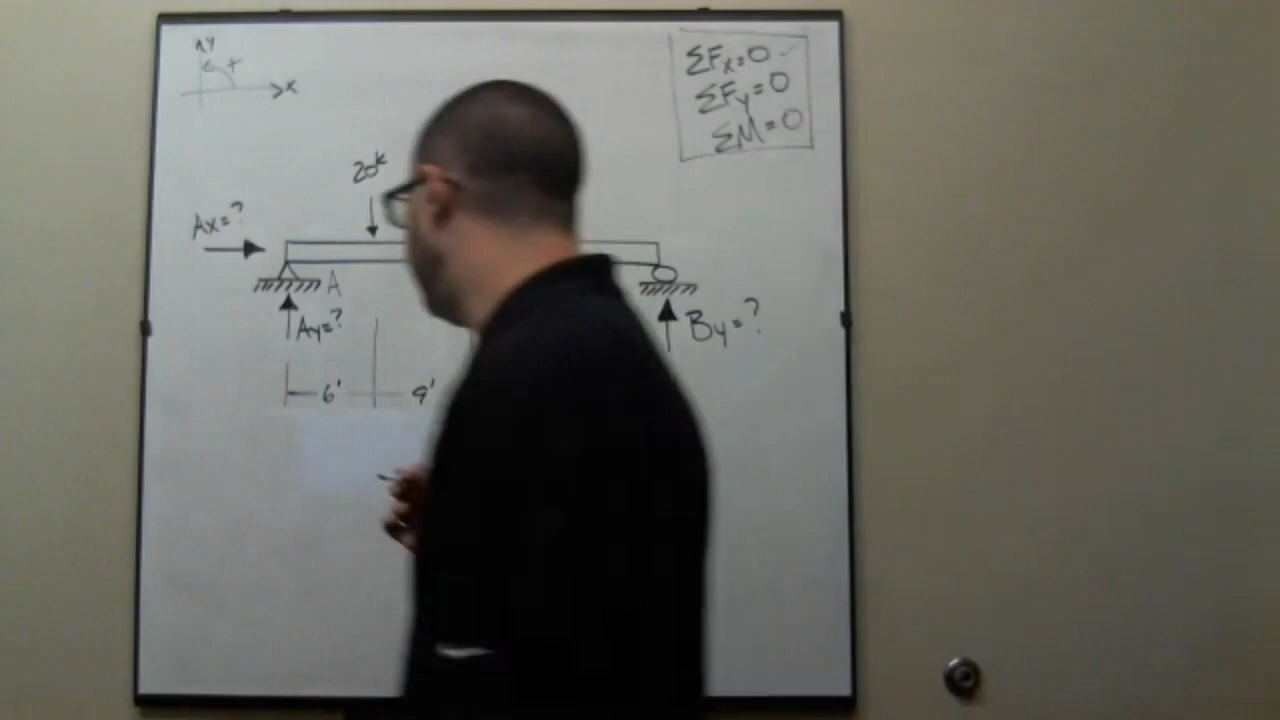 y
+
x
ΣFx=0
ΣFy=0
ΣM=0
20k
Ax=?
A
Ay=?
By=?
6' 9'